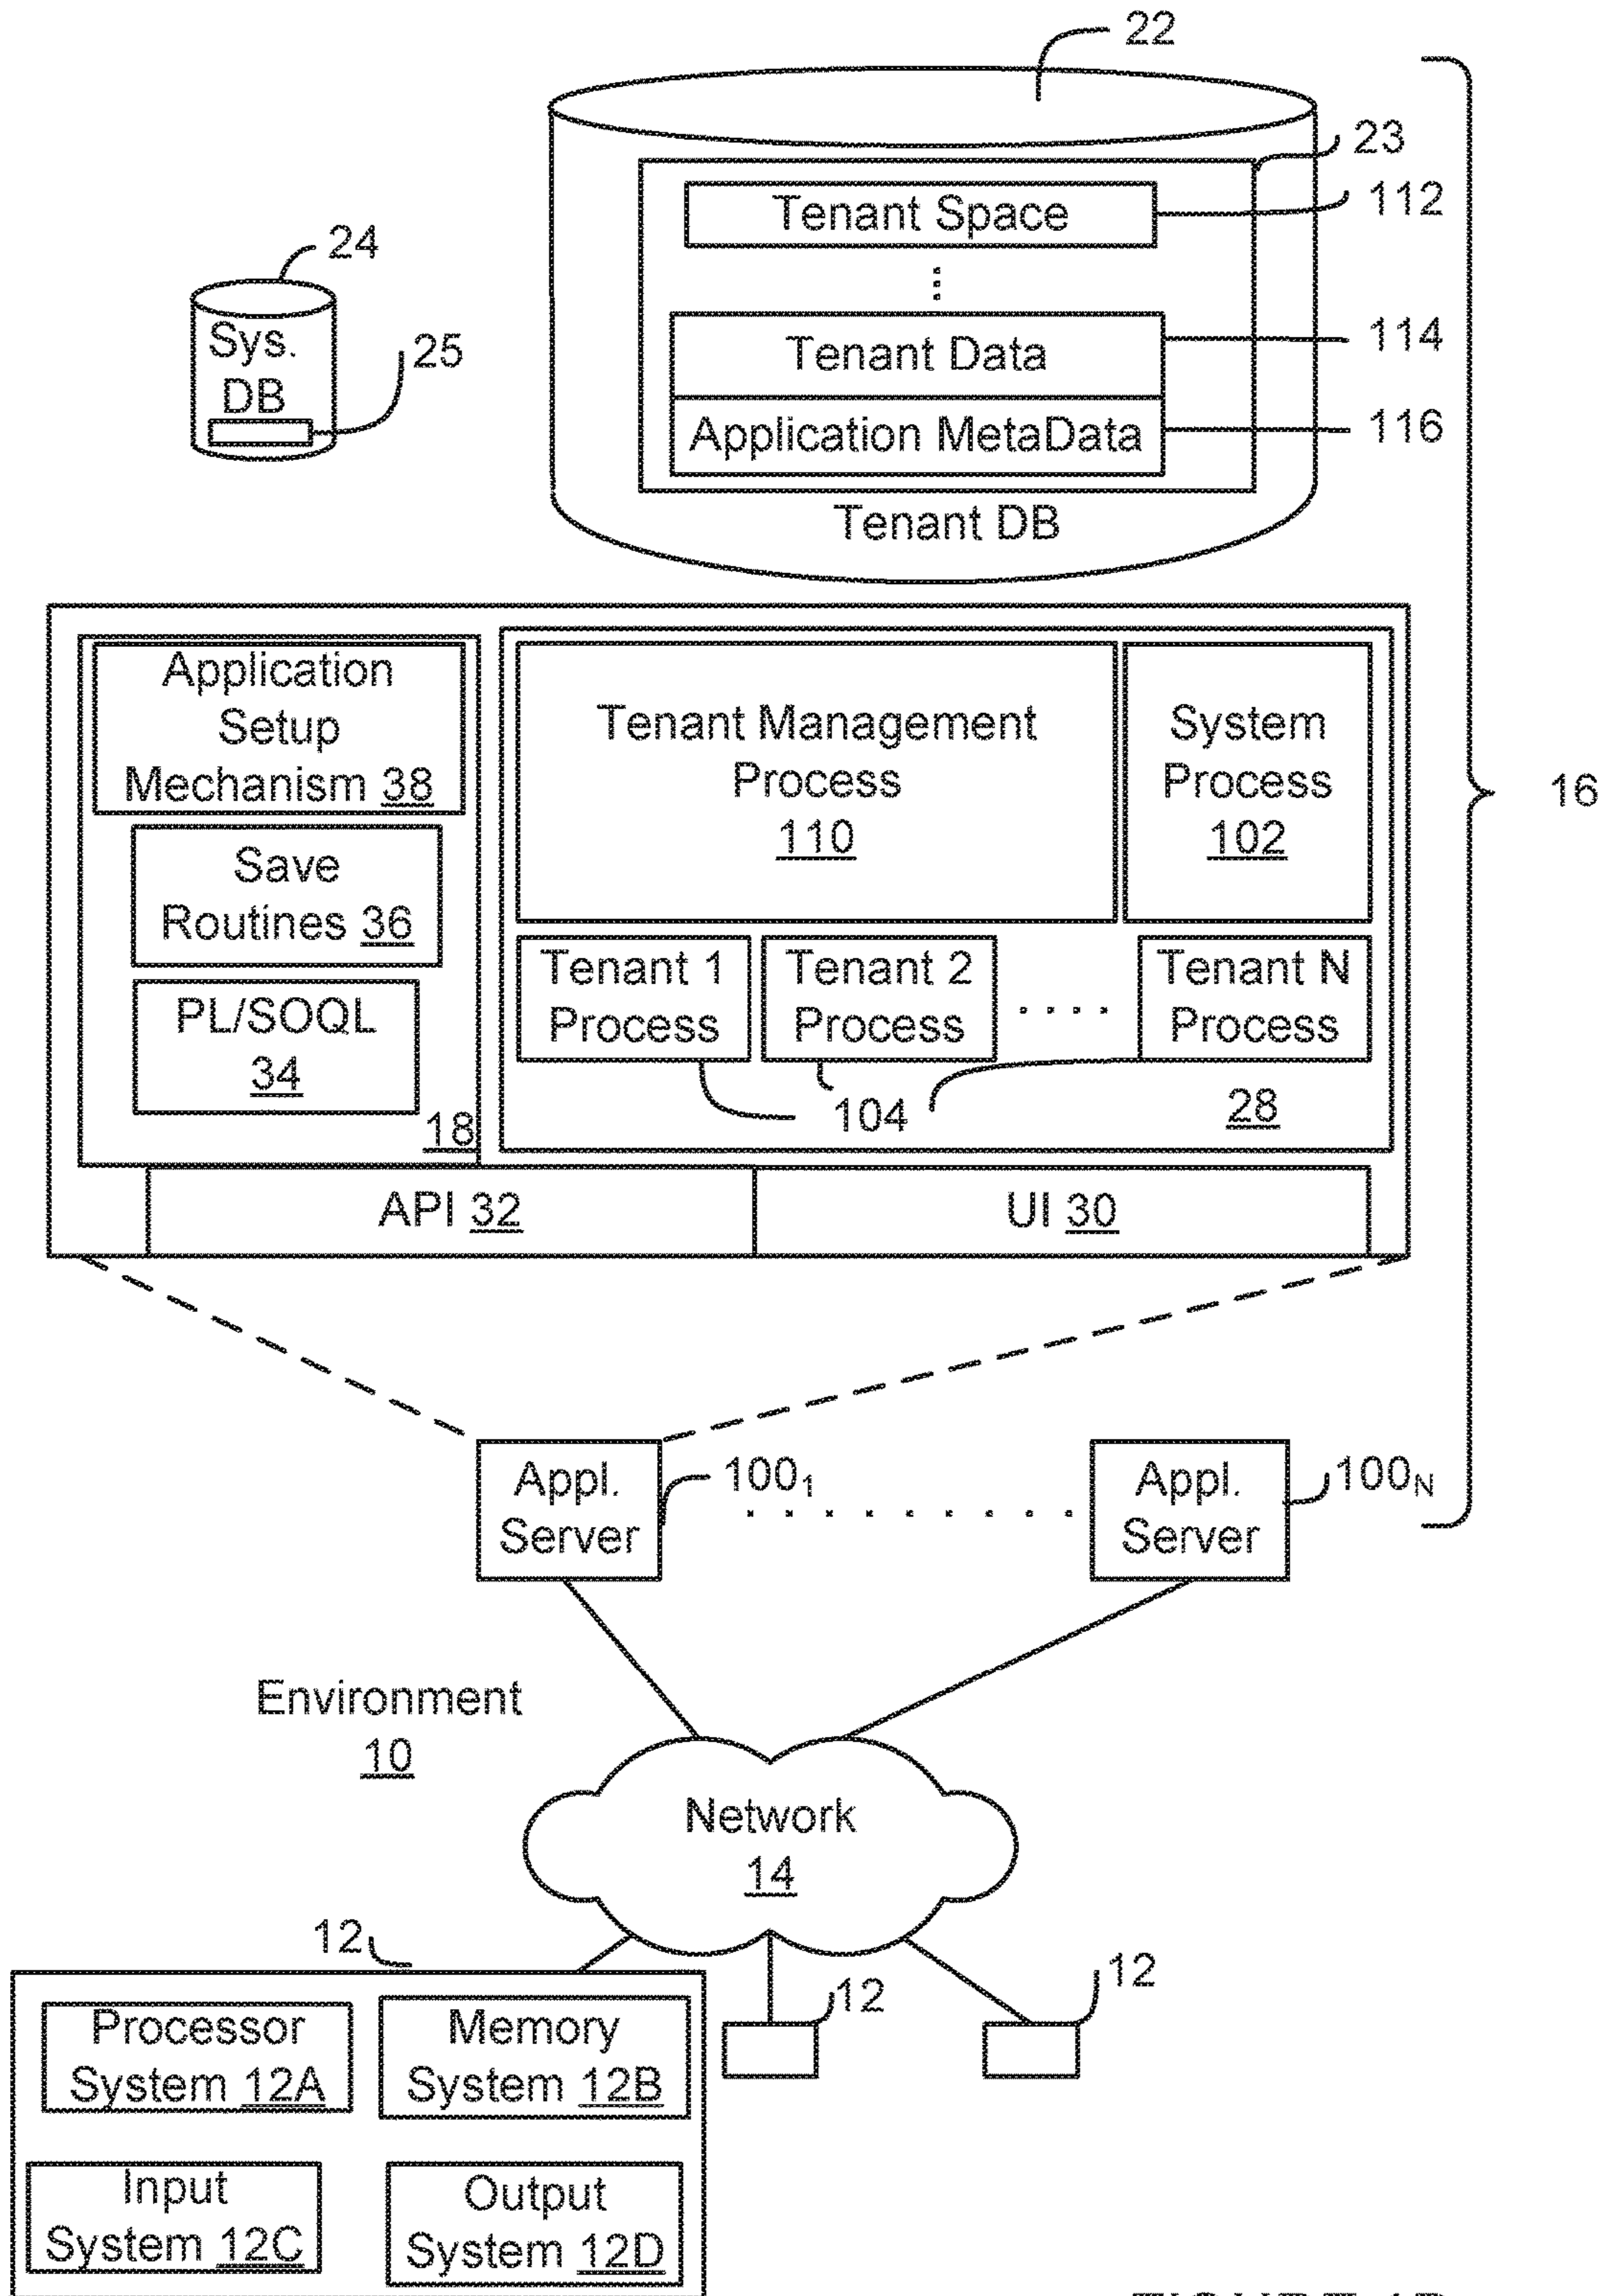 22
23
Tenant Space
112
24
Sys.
DB
25
Tenant Data
114
Application MetaData
116
Tenant DB
Application
Setup
Mechanism 38
Tenant Management
Process
110
System
Process
102
16
Save
Routines 36
Tenant 1
Process
Tenant 2
Process
. . . .
Tenant N
Process
PL/SOQL
34
104
28
18
API 32
UI 30
Appl.
Server
100₁
. . . . . . . . .
Appl.
Server
100N
Environment
10
Network
14
12
12
12
Processor
System 12A
Memory
System 12B
Input
System 12C
Output
System 12D